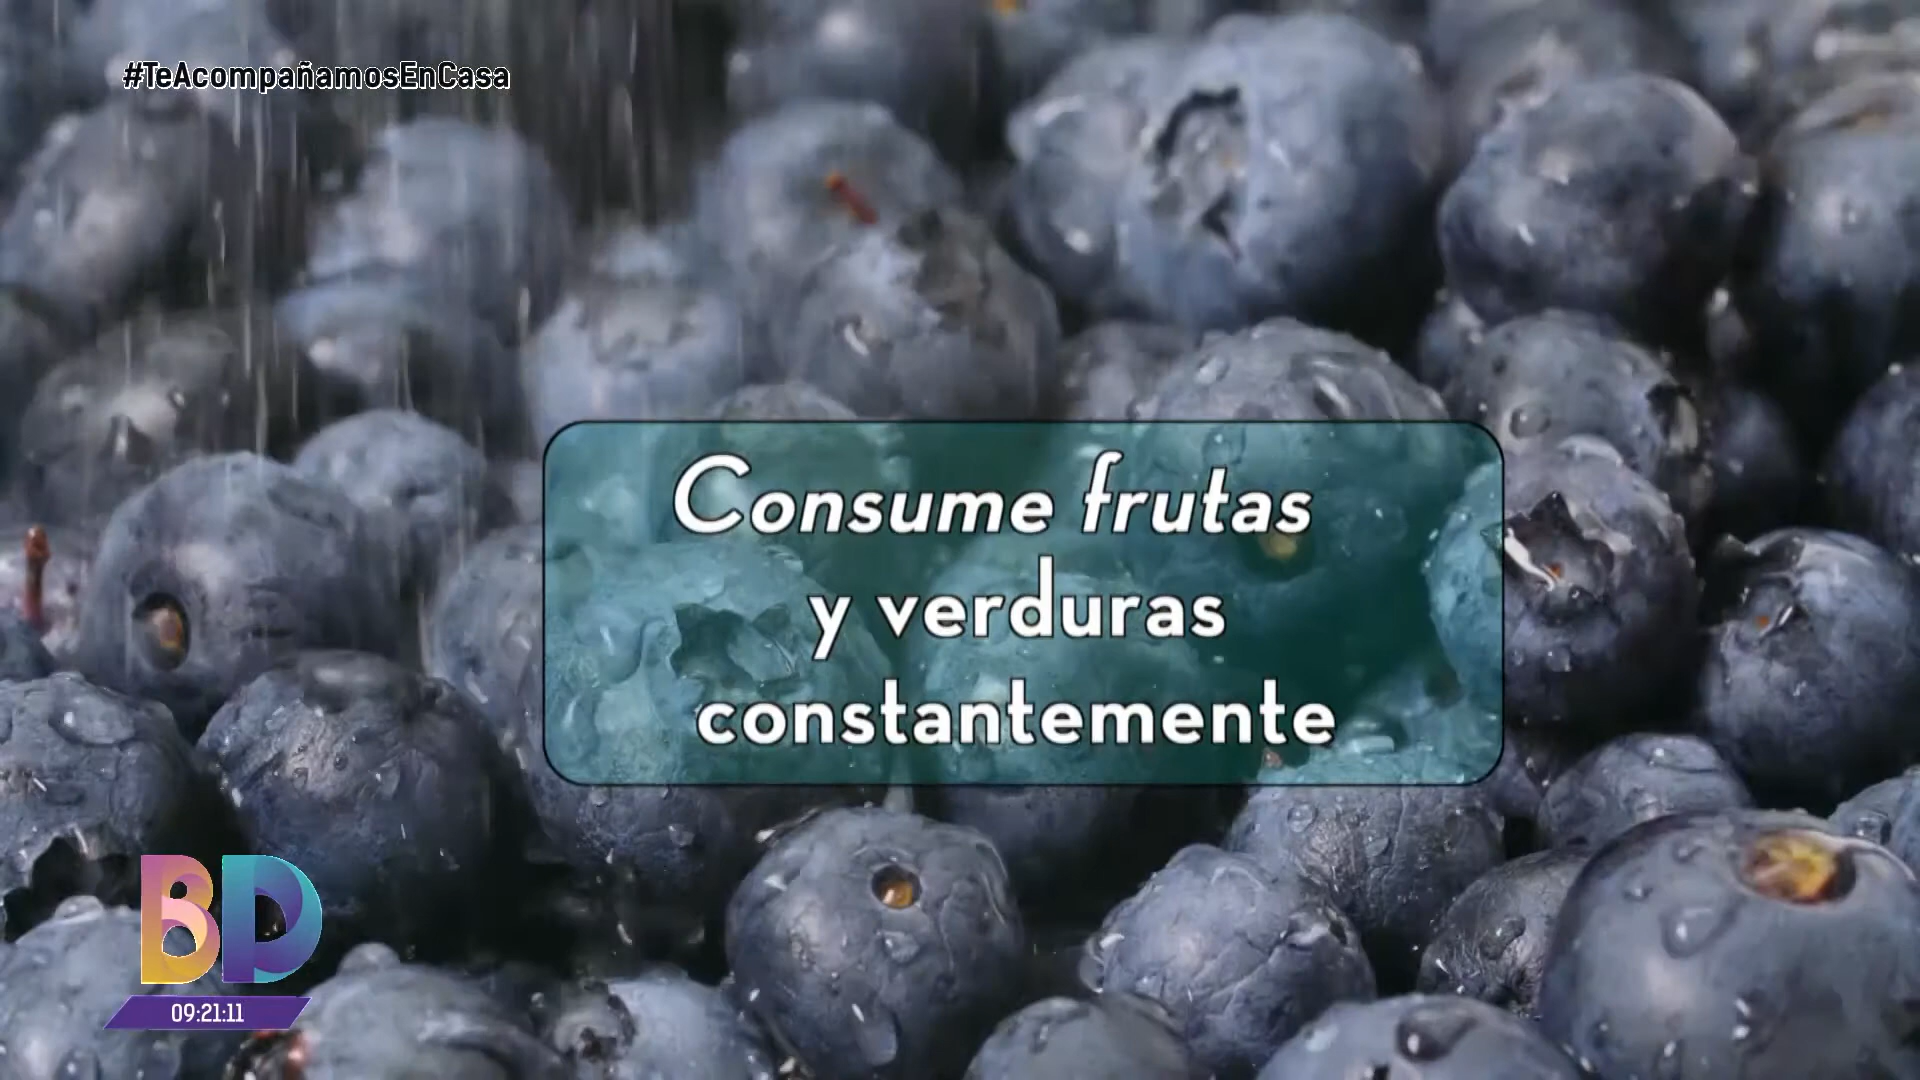 #TeAcompañamosEnCasa
Consume frutas
y verduras
constantemente
BD
09:21:11